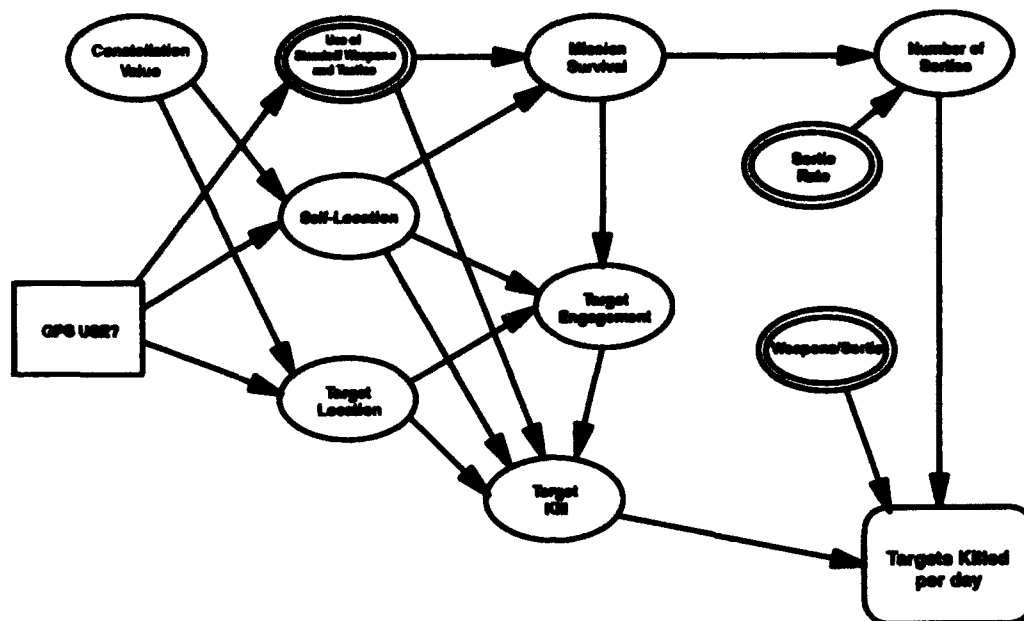 Constellation
Value
Use of
Standoff Weapons
and Tactics
Mission
Survival
Number of
Sorties
Sortie
Rate
Self-Location
GPS USE?
Target
Engagement
Weapons/Sortie
Target
Location
Target
Kill
Targets Killed
per day